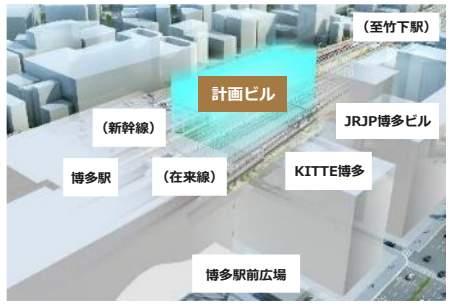 （至竹下駅）
計画ビル
JRJP博多ビル
（新幹線）
博多駅
（在来線）
KITTE博多
博多駅前広場